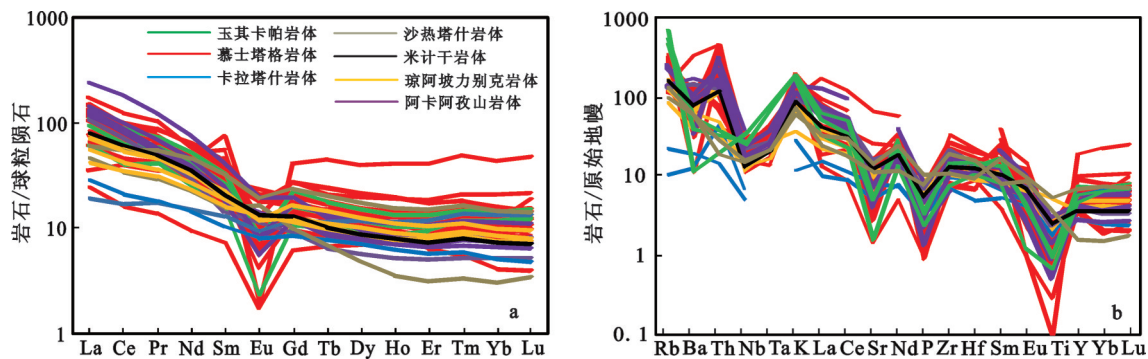 1000
100
10
1
岩石/球粒陨石
玉其卡帕岩体
慕士塔格岩体
卡拉塔什岩体
沙热塔什岩体
米计干岩体
琼阿坡力别克岩体
阿卡阿孜山岩体
a
La Ce Pr Nd Sm Eu Gd Tb Dy Ho Er Tm Yb Lu
1000
100
10
1
0.1
岩石/原始地幔
b
Rb Ba Th Nb Ta K La Ce Sr Nd P Zr Hf Sm Eu Ti Y Yb Lu